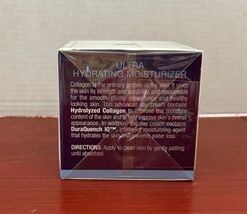 ULTRA
HYDRATING MOISTURIZER
Collagen is the primary protein in the skin. It gives
the skin its strength and durability, and is responsible for
the smooth, plump appearance and healthy
looking skin. This advanced day cream contains
Hydrolyzed Collagen to improve the moisture
content of the skin and to help improve skin's overall
appearance. In addition, this day cream contains
DuraQuench IQ™, intensive moisturizing agent
that hydrates the skin and prevents water loss.
DIRECTIONS: Apply to clean skin by gently patting
until absorbed.